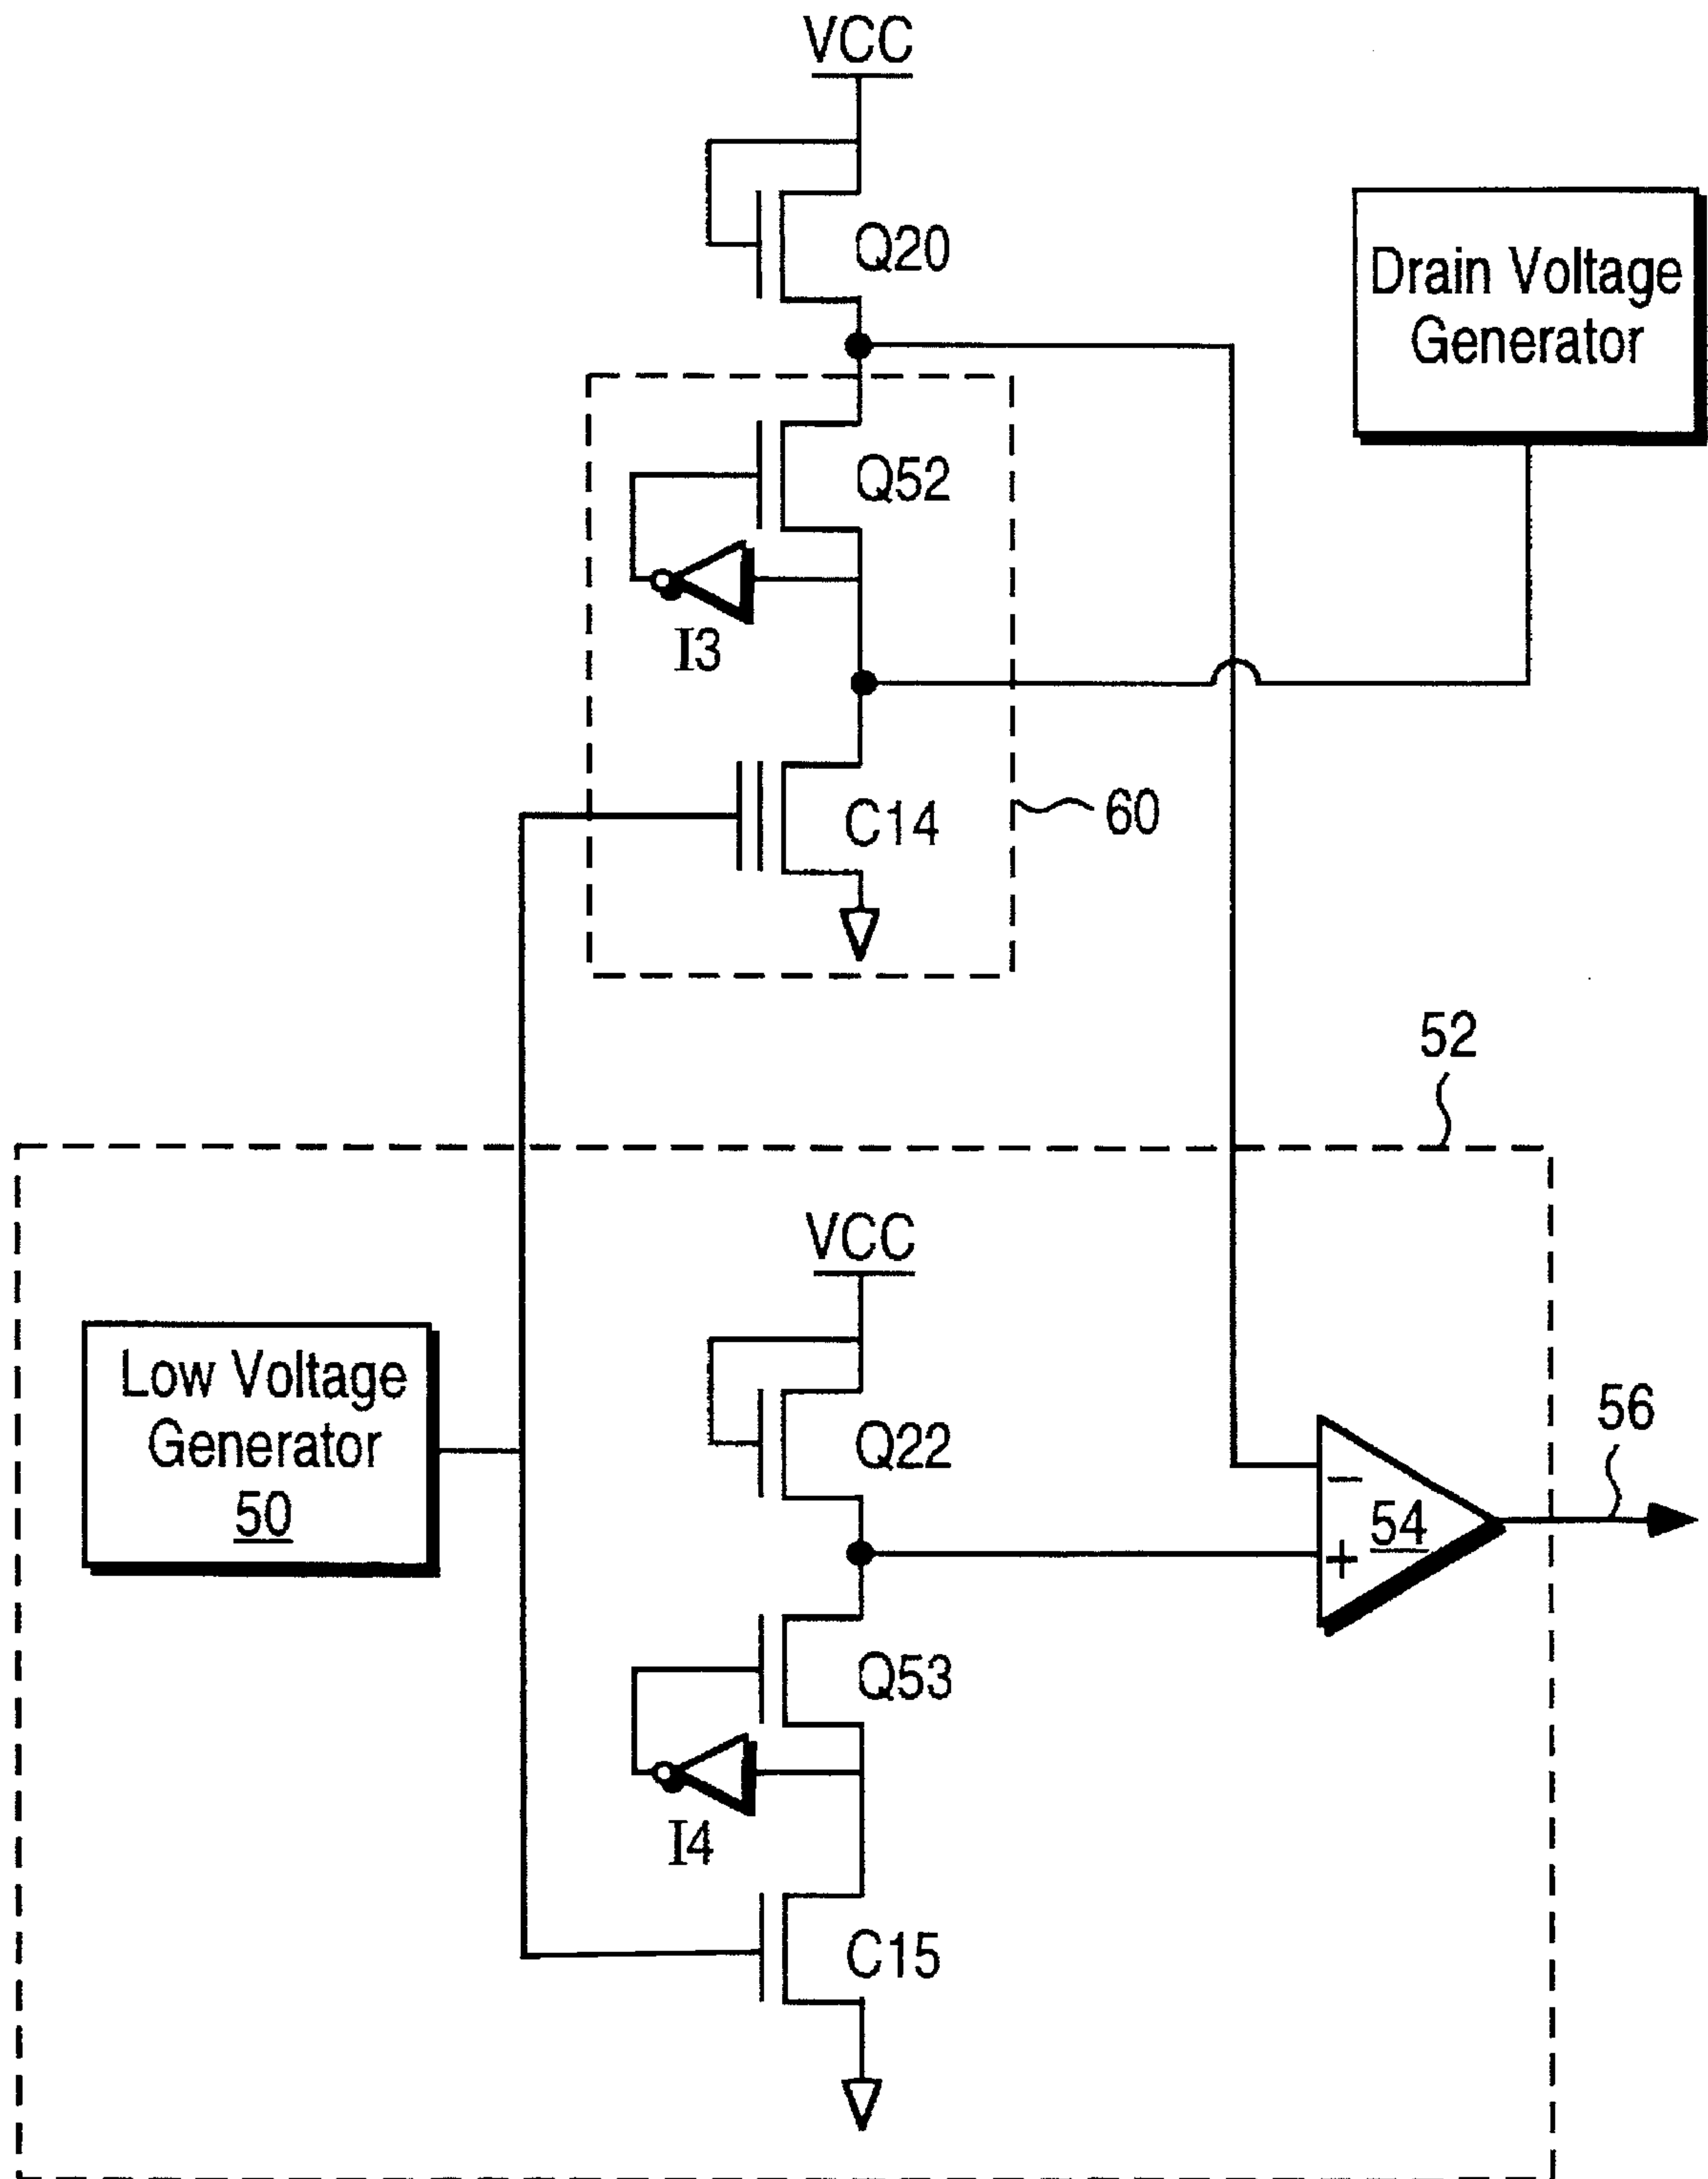 VCC
Q20
Drain Voltage
Generator
Q52
I3
C14
60
52
VCC
Low Voltage
Generator
50
Q22
56
−
54
+
Q53
I4
C15